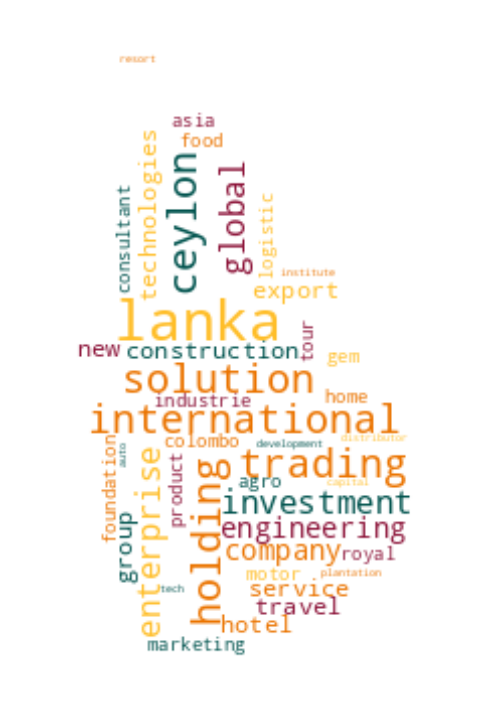 resort
asia
food
technologies
ceylon
global
consultant
logistic
institute
export
lanka
tour
new
construction
gem
solution
industrie
home
international
colombo
development
distributor
auto
foundation
enterprise
product
holding
trading
agro
capital
investment
group
engineering
company
royal
motor
plantation
tech
service
travel
hotel
marketing